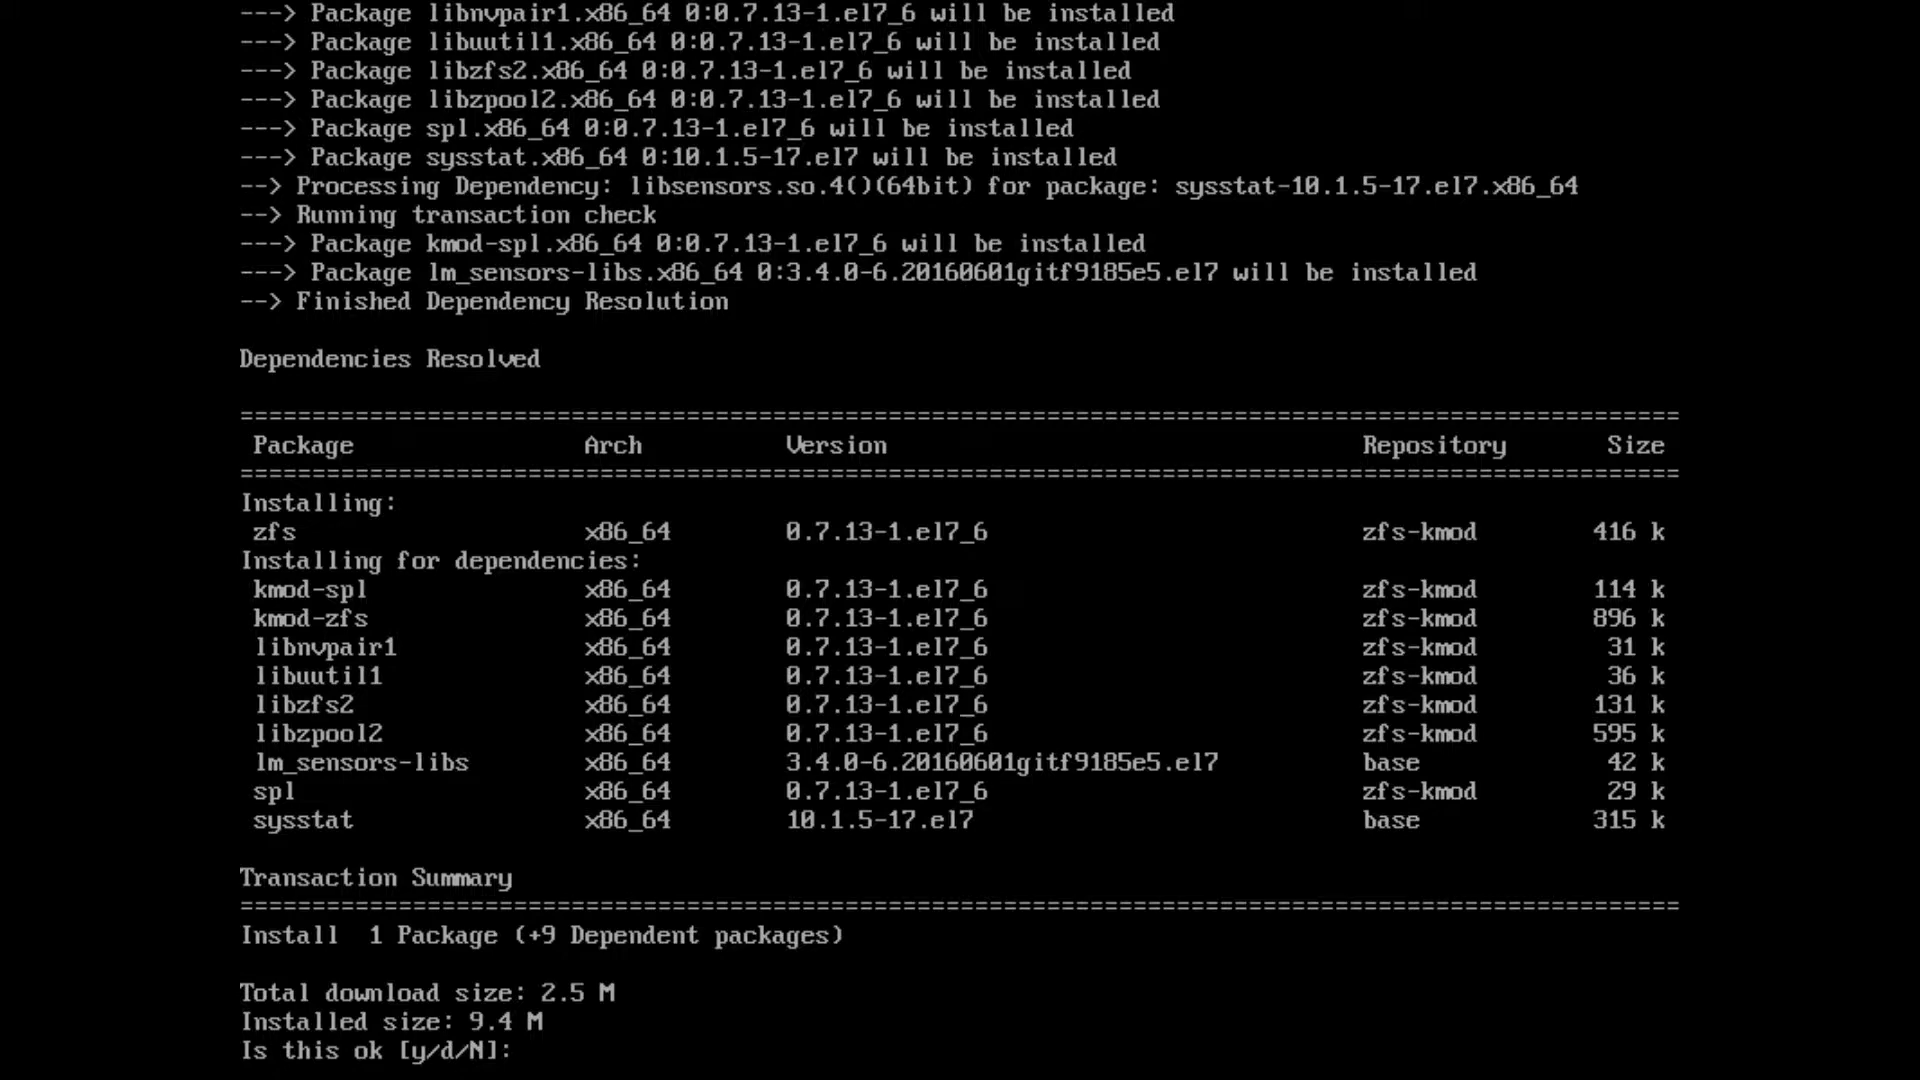 ---> Package libnvpair1.x86_64 0:0.7.13-1.el7_6 will be installed
---> Package libuutil1.x86_64 0:0.7.13-1.el7_6 will be installed
---> Package libzfs2.x86_64 0:0.7.13-1.el7_6 will be installed
---> Package libzpool2.x86_64 0:0.7.13-1.el7_6 will be installed
---> Package spl.x86_64 0:0.7.13-1.el7_6 will be installed
---> Package sysstat.x86_64 0:10.1.5-17.el7 will be installed
--> Processing Dependency: libsensors.so.4()(64bit) for package: sysstat-10.1.5-17.el7.x86_64
--> Running transaction check
---> Package kmod-spl.x86_64 0:0.7.13-1.el7_6 will be installed
---> Package lm_sensors-libs.x86_64 0:3.4.0-6.20160601gitf9185e5.el7 will be installed
--> Finished Dependency Resolution
Dependencies Resolved
====================================================================================================
Package Arch Version Repository Size
====================================================================================================
Installing:
zfs x86_64 0.7.13-1.el7_6 zfs-kmod 416 k
Installing for dependencies:
kmod-spl x86_64 0.7.13-1.el7_6 zfs-kmod 114 k
kmod-zfs x86_64 0.7.13-1.el7_6 zfs-kmod 896 k
libnvpair1 x86_64 0.7.13-1.el7_6 zfs-kmod 31 k
libuutil1 x86_64 0.7.13-1.el7_6 zfs-kmod 36 k
libzfs2 x86_64 0.7.13-1.el7_6 zfs-kmod 131 k
libzpool2 x86_64 0.7.13-1.el7_6 zfs-kmod 595 k
lm_sensors-libs x86_64 3.4.0-6.20160601gitf9185e5.el7 base 42 k
spl x86_64 0.7.13-1.el7_6 zfs-kmod 29 k
sysstat x86_64 10.1.5-17.el7 base 315 k
Transaction Summary
====================================================================================================
Install  1 Package (+9 Dependent packages)
Total download size: 2.5 M
Installed size: 9.4 M
Is this ok [y/d/N]: